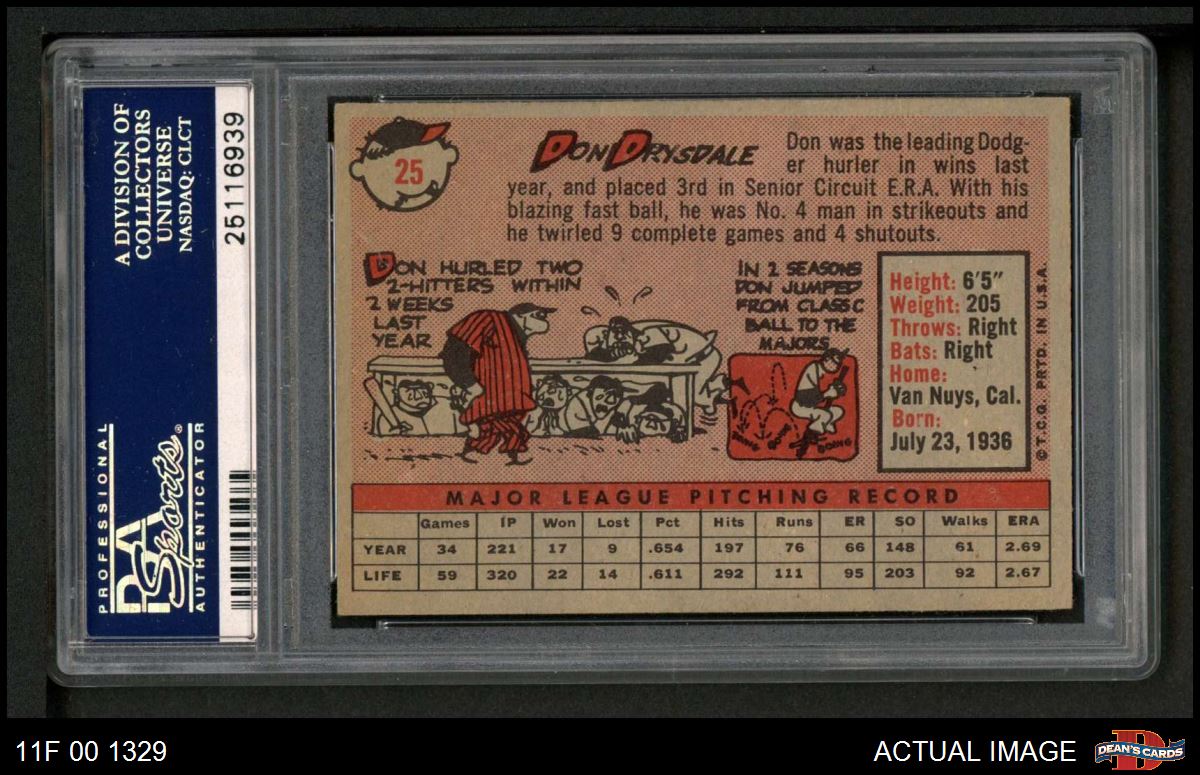 A DIVISION OF
COLLECTORS
UNIVERSE
NASDAQ: CLCT
25116939
PROFESSIONAL
PSA
Sports®
AUTHENTICATOR
25
DON DRYSDALE
Don was the leading Dodg-
er hurler in wins last
year, and placed 3rd in Senior Circuit E.R.A. With his
blazing fast ball, he was No. 4 man in strikeouts and
he twirled 9 complete games and 4 shutouts.
DON HURLED TWO
2-HITTERS WITHIN
2 WEEKS
LAST
YEAR
IN 2 SEASONS
DON JUMPED
FROM CLASS C
BALL TO THE
MAJORS
BOING BOING
Height: 6'5"
Weight: 205
Throws: Right
Bats: Right
Home:
Van Nuys, Cal.
Born:
July 23, 1936
© T.C.G. PRTD. IN U.S.A.
MAJOR LEAGUE PITCHING RECORD
Games IP Won Lost Pct Hits Runs ER SO Walks ERA
YEAR 34 221 17 9 .654 197 76 66 148 61 2.69
LIFE 59 320 22 14 .611 292 111 95 203 92 2.67
11F 00 1329
ACTUAL IMAGE
D
DEAN'S CARDS